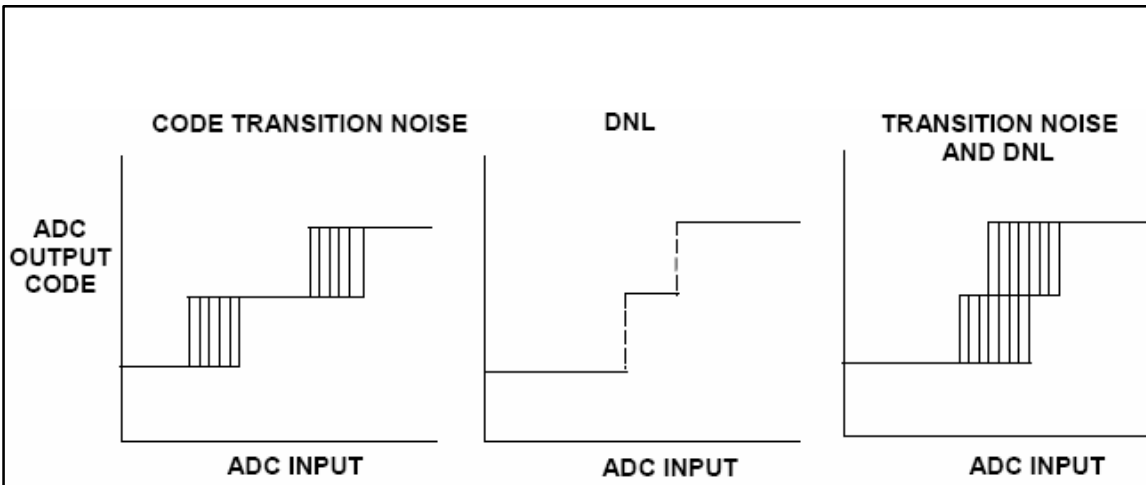 CODE TRANSITION NOISE
DNL
TRANSITION NOISE
AND DNL
ADC
OUTPUT
CODE
ADC INPUT
ADC INPUT
ADC INPUT